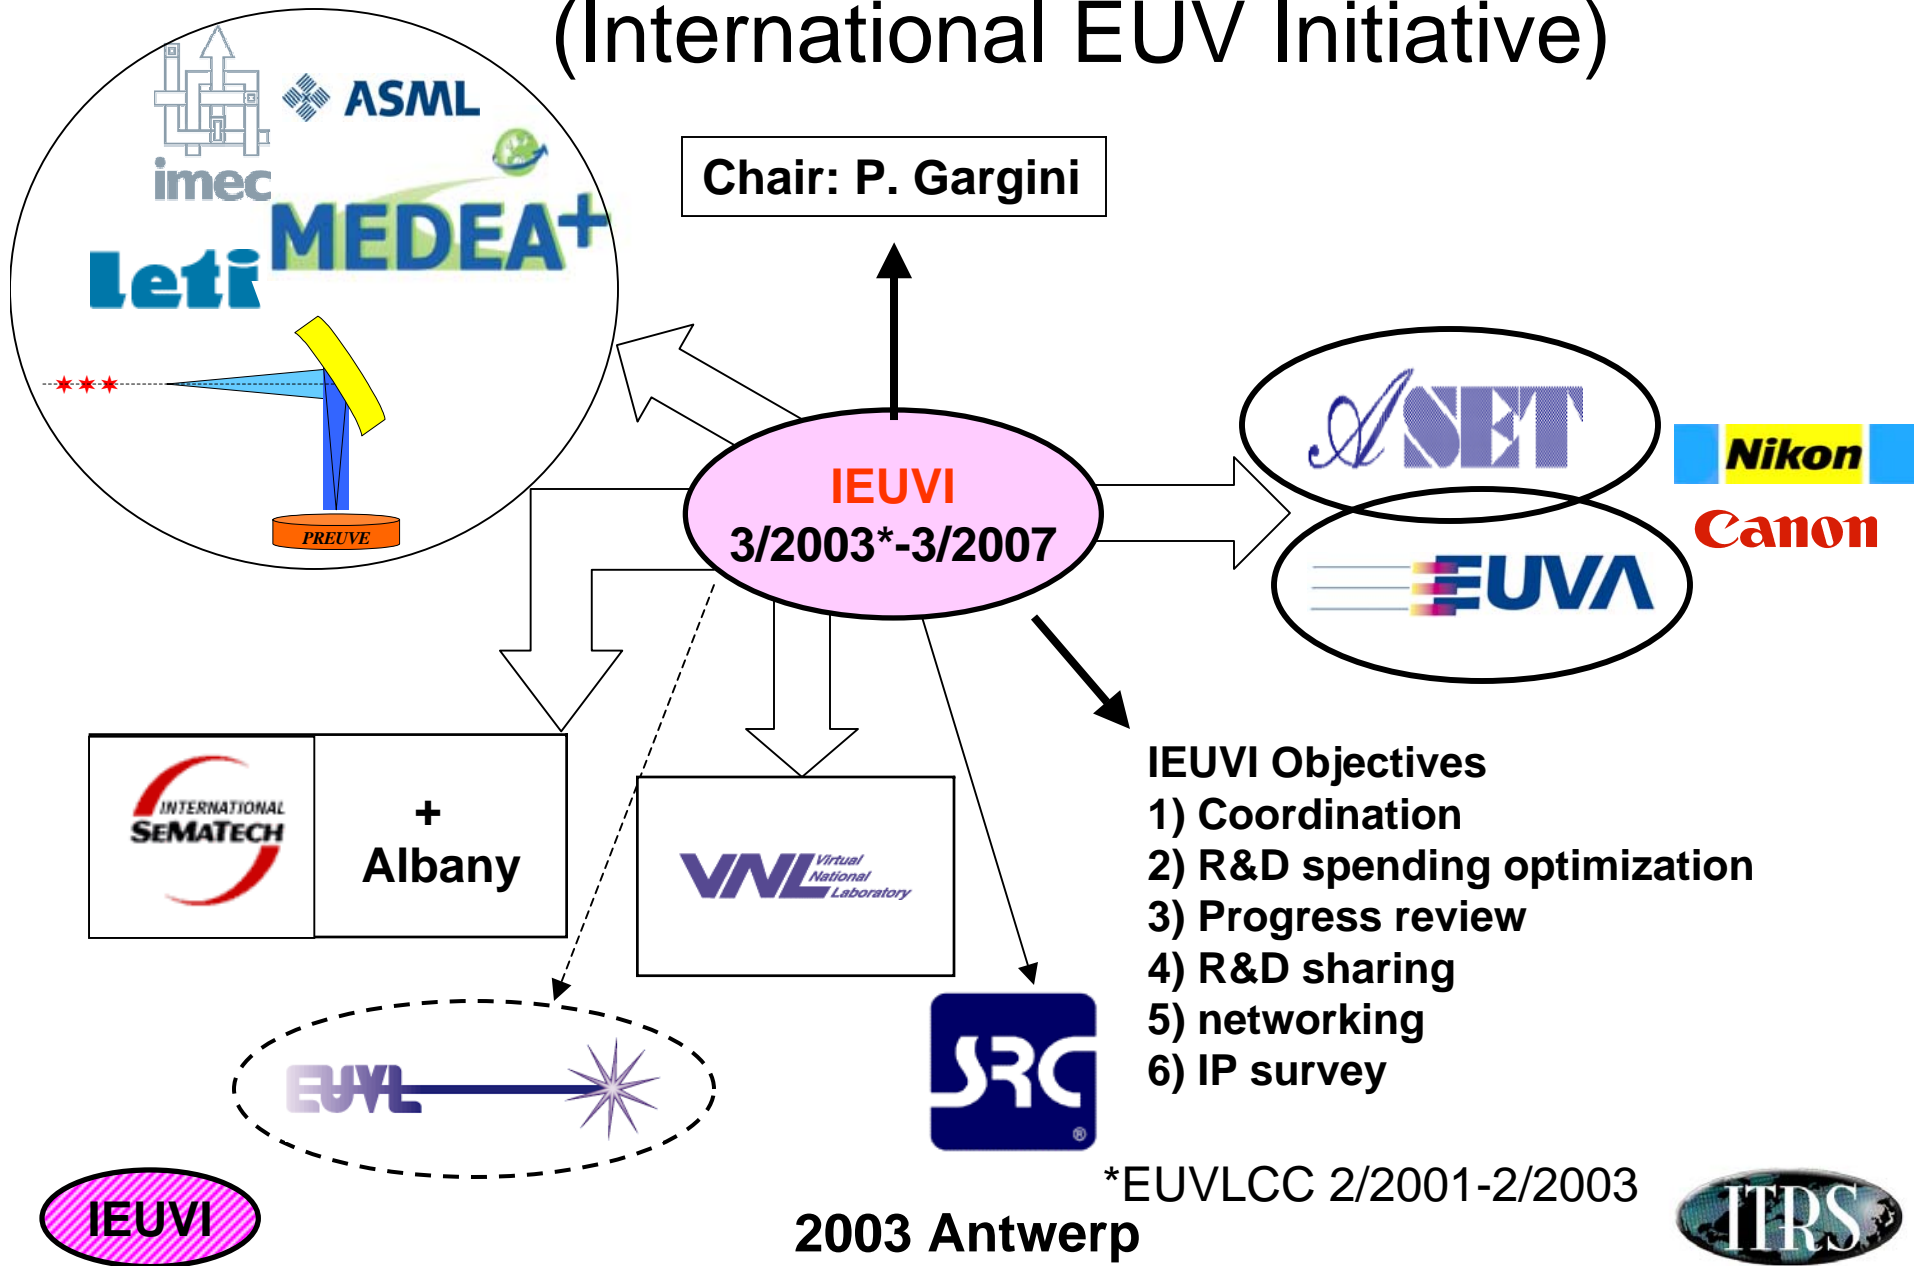 (International EUV Initiative)
imec
ASML
MEDEA+
leti
PREUVE
Chair: P. Gargini
IEUVI
3/2003*-3/2007
ASET
Nikon
Canon
EUVA
INTERNATIONAL
SEMATECH
+
Albany
VNL Virtual
National
Laboratory
EUVL
SRC
®
IEUVI Objectives
1) Coordination
2) R&D spending optimization
3) Progress review
4) R&D sharing
5) networking
6) IP survey
*EUVLCC 2/2001-2/2003
IEUVI
2003 Antwerp
ITRS